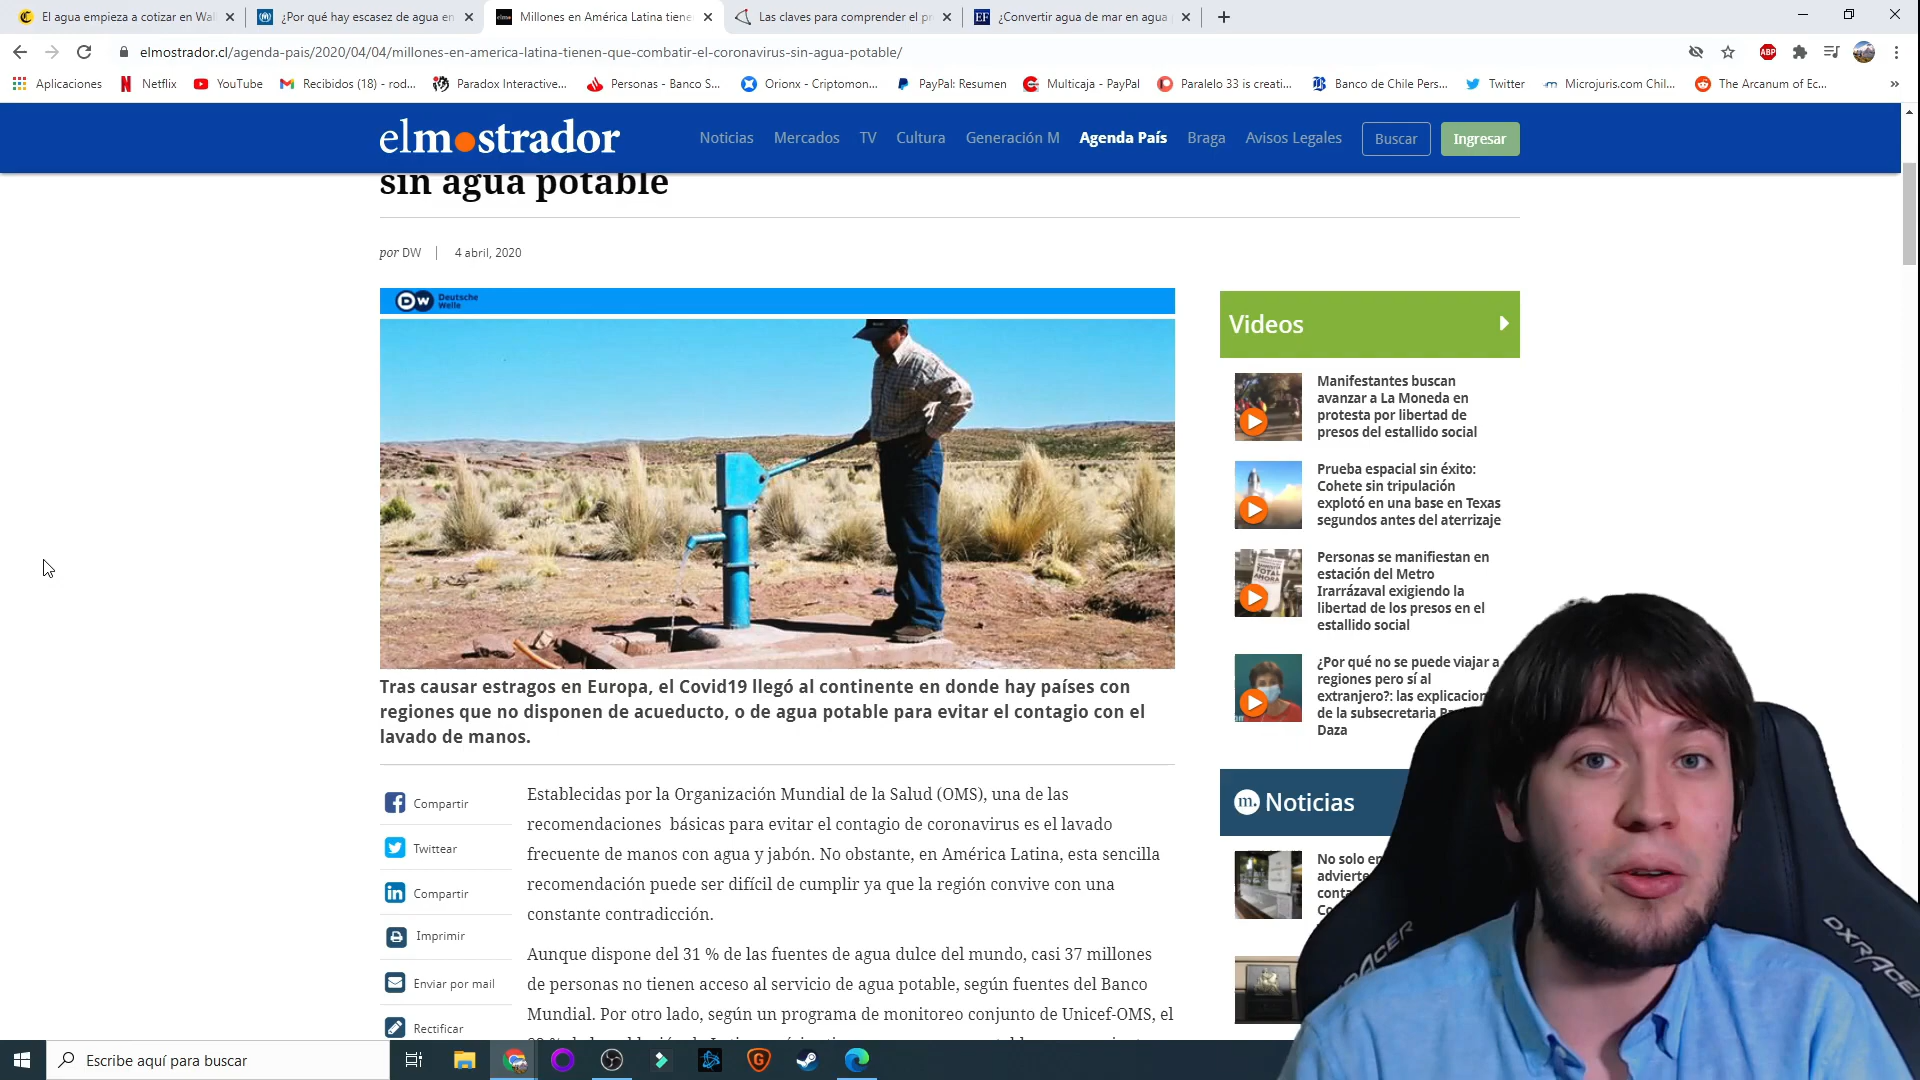 El agua empieza a cotizar en Wal
¿Por qué hay escasez de agua en
Millones en América Latina tiene
Las claves para comprender el pr
¿Convertir agua de mar en agua
elmostrador.cl/agenda-pais/2020/04/04/millones-en-america-latina-tienen-que-combatir-el-coronavirus-sin-agua-potable/
ABP
Aplicaciones
Netflix
YouTube
Recibidos (18) - rod...
Paradox Interactive...
Personas - Banco S...
Orionx - Criptomon...
PayPal: Resumen
Multicaja - PayPal
Paralelo 33 is creati...
Banco de Chile Pers...
Twitter
Microjuris.com Chil...
The Arcanum of Ec...
elmostrador
Noticias
Mercados
TV
Cultura
Generación M
Agenda País
Braga
Avisos Legales
Buscar
Ingresar
sin agua potable
por DW | 4 abril, 2020
DW Deutsche Welle
Tras causar estragos en Europa, el Covid19 llegó al continente en donde hay países con
regiones que no disponen de acueducto, o de agua potable para evitar el contagio con el
lavado de manos.
Compartir
Twittear
Compartir
Imprimir
Enviar por mail
Rectificar
Establecidas por la Organización Mundial de la Salud (OMS), una de las
recomendaciones básicas para evitar el contagio de coronavirus es el lavado
frecuente de manos con agua y jabón. No obstante, en América Latina, esta sencilla
recomendación puede ser difícil de cumplir ya que la región convive con una
constante contradicción.
Aunque dispone del 31 % de las fuentes de agua dulce del mundo, casi 37 millones
de personas no tienen acceso al servicio de agua potable, según fuentes del Banco
Mundial. Por otro lado, según un programa de monitoreo conjunto de Unicef-OMS, el
Videos
Manifestantes buscan
avanzar a La Moneda en
protesta por libertad de
presos del estallido social
Prueba espacial sin éxito:
Cohete sin tripulación
explotó en una base en Texas
segundos antes del aterrizaje
Personas se manifiestan en
estación del Metro
Irarrázaval exigiendo la
libertad de los presos en el
estallido social
¿Por qué no se puede viajar a
regiones pero sí al
extranjero?: las explicacion
de la subsecretaria
Daza
m. Noticias
No solo en
advierte
conta
DXRACER
Escribe aquí para buscar